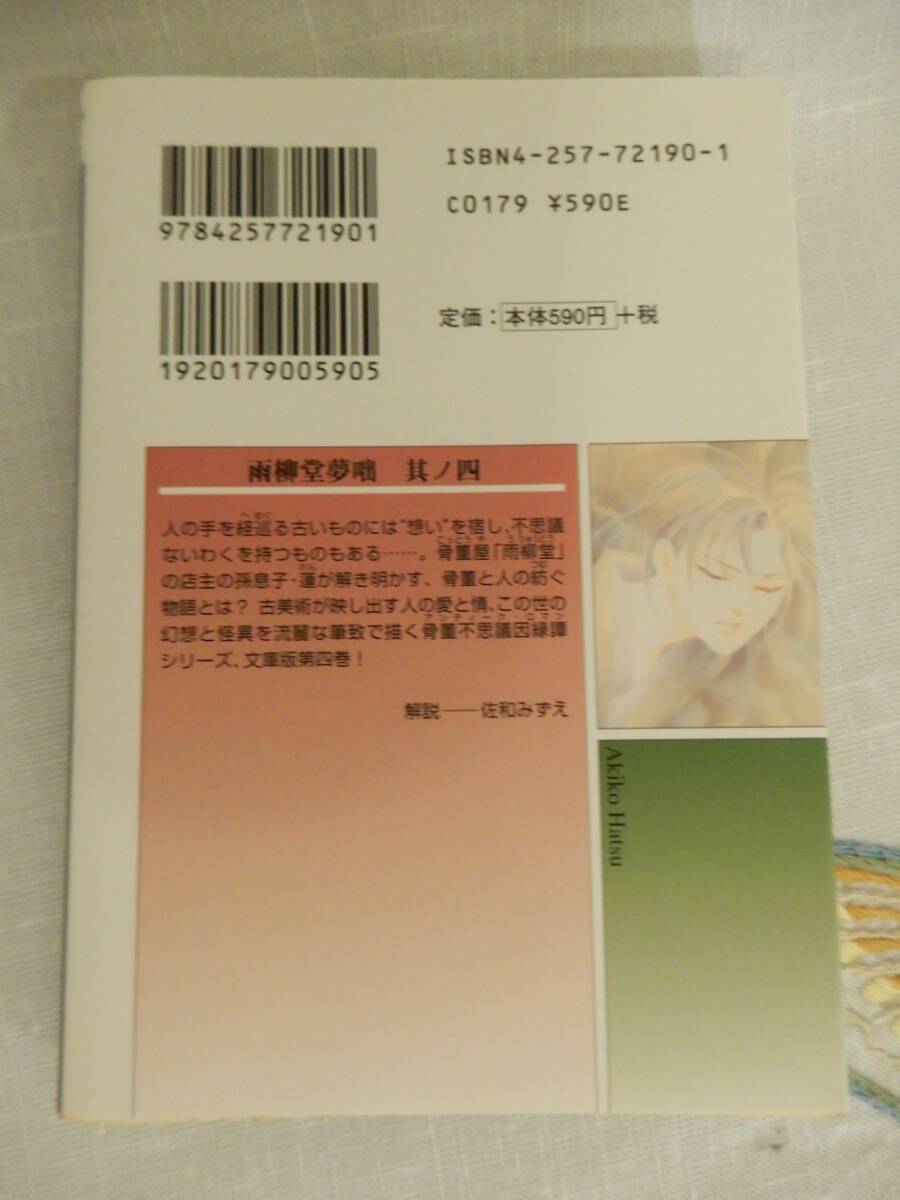 ISBN4-257-72190-1
9784257721901
C0179 ¥590E
1920179005905
定価：本体590円+税
雨柳堂夢咄 其ノ四
人の手を経巡る古いものには"想い"を宿し、不思議
ないわくを持つものもある……。骨董屋「雨柳堂」
の店主の孫息子・蓮が解き明かす、骨董と人の紡ぐ
物語とは? 古美術が映し出す人の愛と情、この世の
幻想と怪異を流麗な筆致で描く骨董不思議因縁譚
シリーズ、文庫版第四巻!
解説——佐和みずえ
Akiko Hatsu